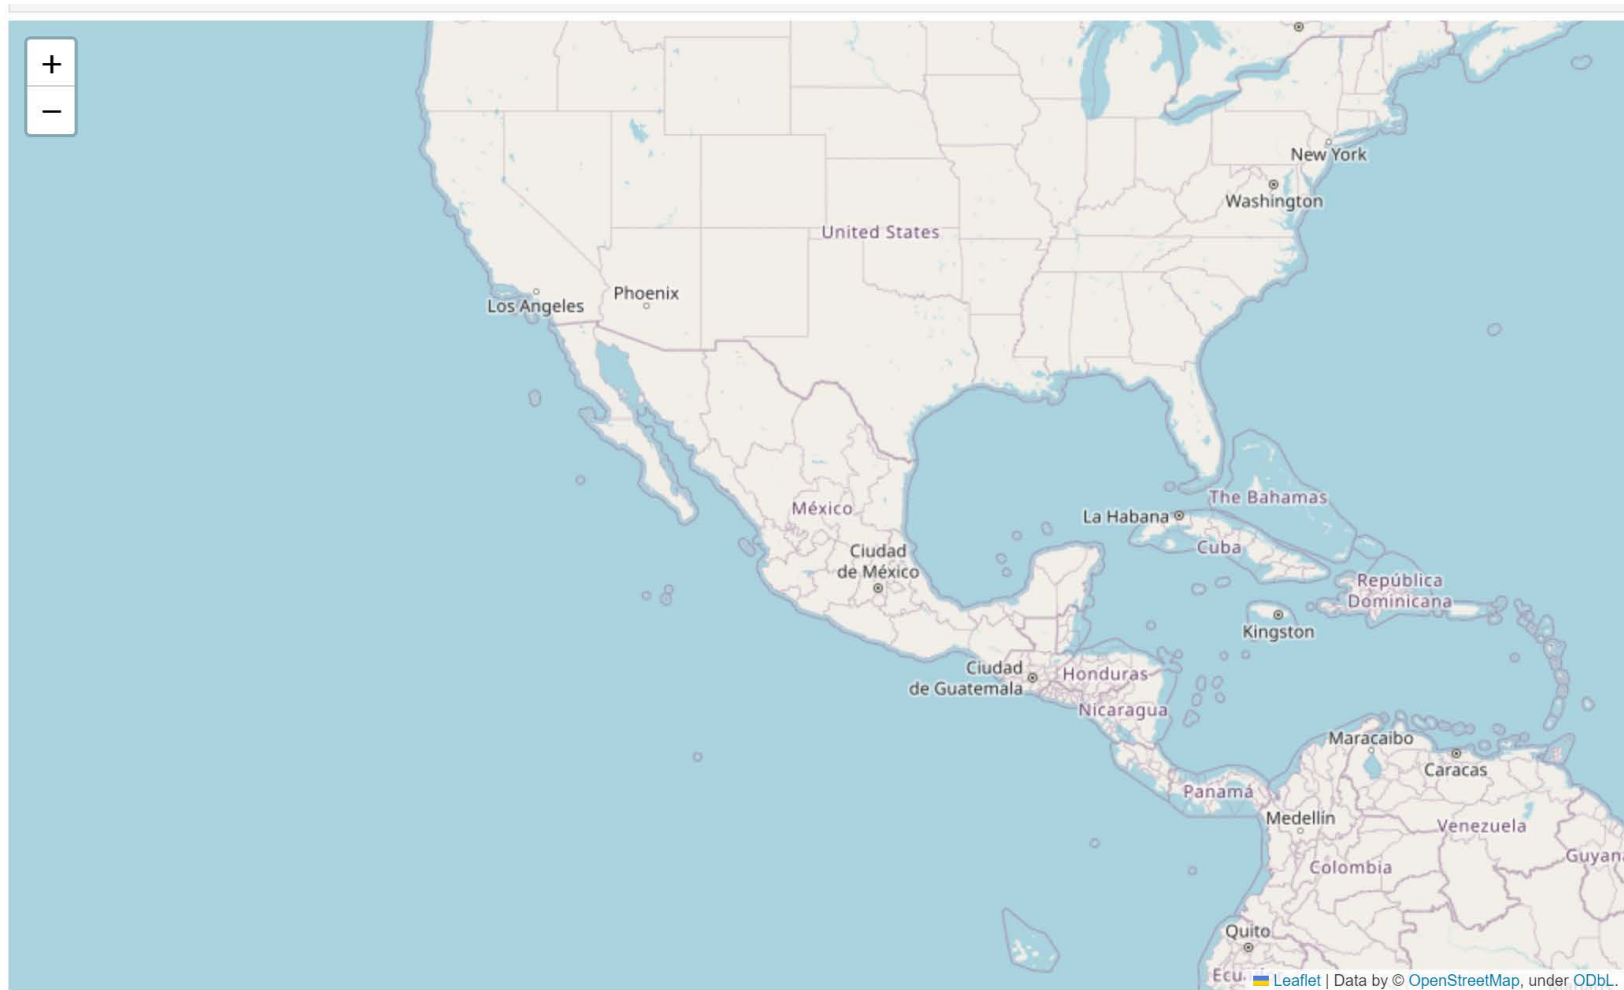 +
−
New York
Washington
United States
Los Angeles
Phoenix
México
Ciudad
de México
The Bahamas
La Habana
Cuba
República
Dominicana
Kingston
Ciudad
de Guatemala
Honduras
Nicaragua
Maracaibo
Caracas
Panamá
Medellín
Venezuela
Guyan
Colombia
Quito
Ecu
Leaflet | Data by © OpenStreetMap, under ODbL.